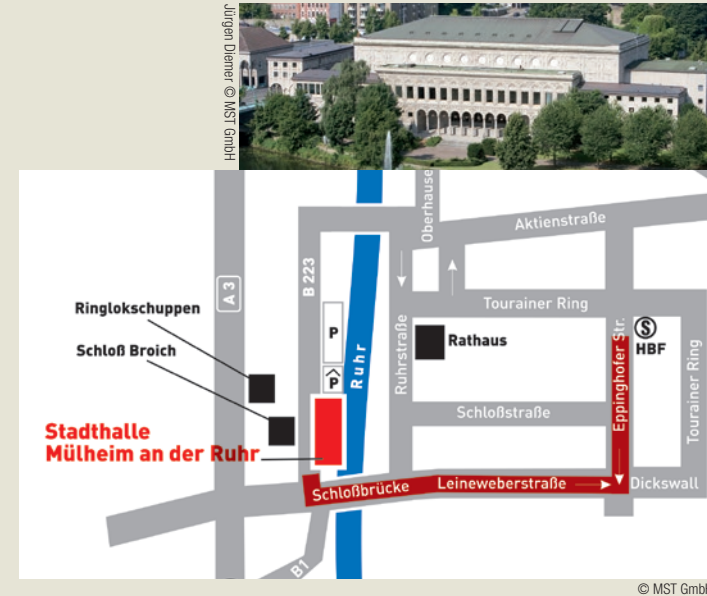 Jürgen Diemer © MST GmbH
Oberhause
Aktienstraße
A 3
B 223
Ringlokschuppen
Schloß Broich
P
P
Ruhr
Ruhrstraße
Tourainer Ring
Rathaus
S
HBF
Eppinghofer Str.
Tourainer Ring
Schloßstraße
Stadthalle
Mülheim an der Ruhr
Schloßbrücke
Leineweberstraße
Dickswall
B1
© MST Gmbl